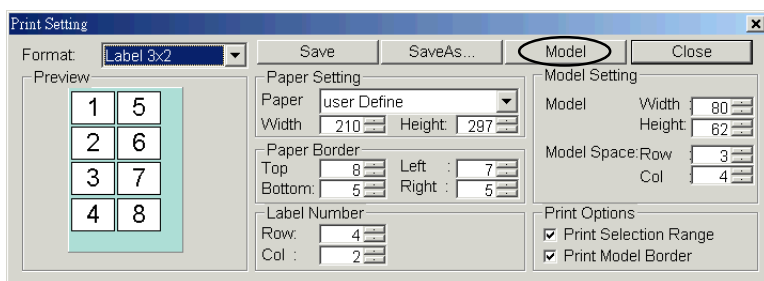 Print Setting
Format: Label 3x2 Save SaveAs... Model Close
Preview
1 5
2 6
3 7
4 8
Paper Setting
Paper user Define
Width 210 Height: 297
Paper Border
Top 8 Left : 7
Bottom: 5 Right : 5
Label Number
Row: 4
Col : 2
Model Setting
Model Width : 80
Height: 62
Model Space: Row : 3
Col : 4
Print Options
Print Selection Range
Print Model Border